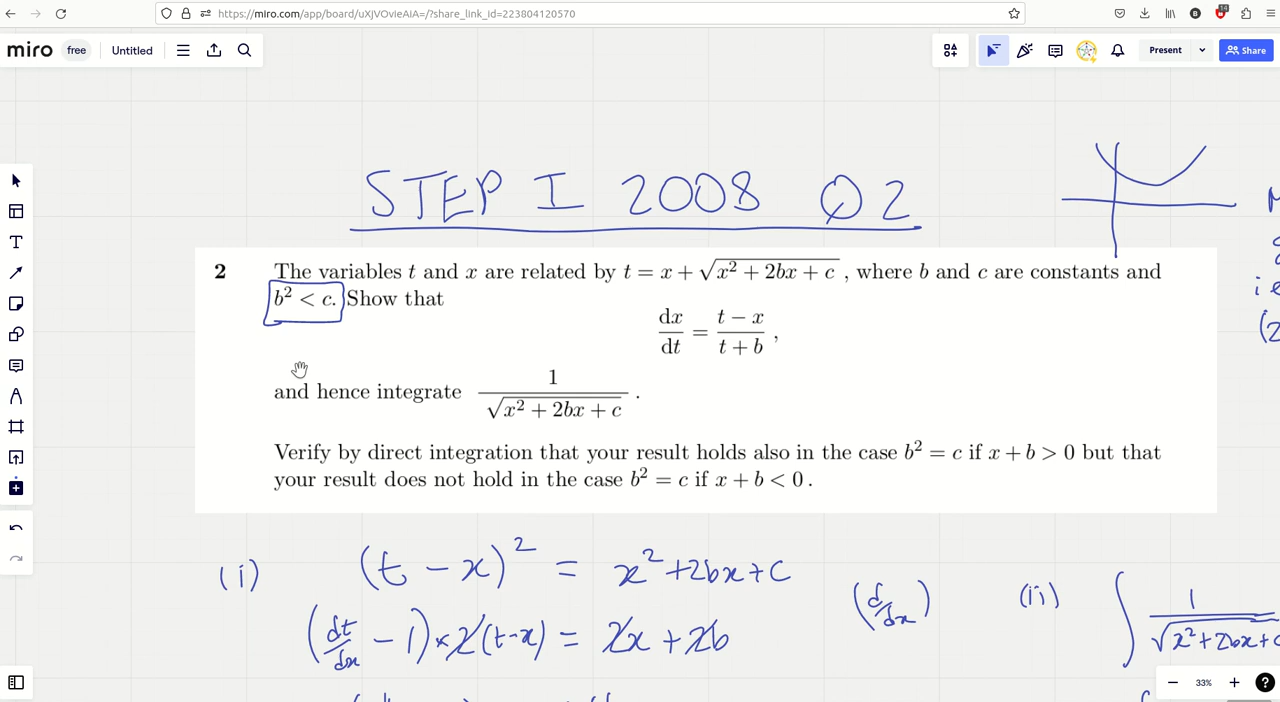 https://miro.com/app/board/uXJVOvieAIA=/?share_link_id=223804120570
14
miro free Untitled Present Share
STEP I 2008 Q2
2 The variables t and x are related by t = x + √(x² + 2bx + c) , where b and c are constants and
b² < c. Show that
dx/dt = (t − x)/(t + b) ,
and hence integrate 1/√(x² + 2bx + c) .
Verify by direct integration that your result holds also in the case b² = c if x + b > 0 but that
your result does not hold in the case b² = c if x + b < 0 .
(i) (t − x)² = x² + 2bx + c
(d/dx) (ii) ∫ 1/√(x² + 2bx + c
(dt/dx − 1) × 2(t−x) = 2x + 2b
33%